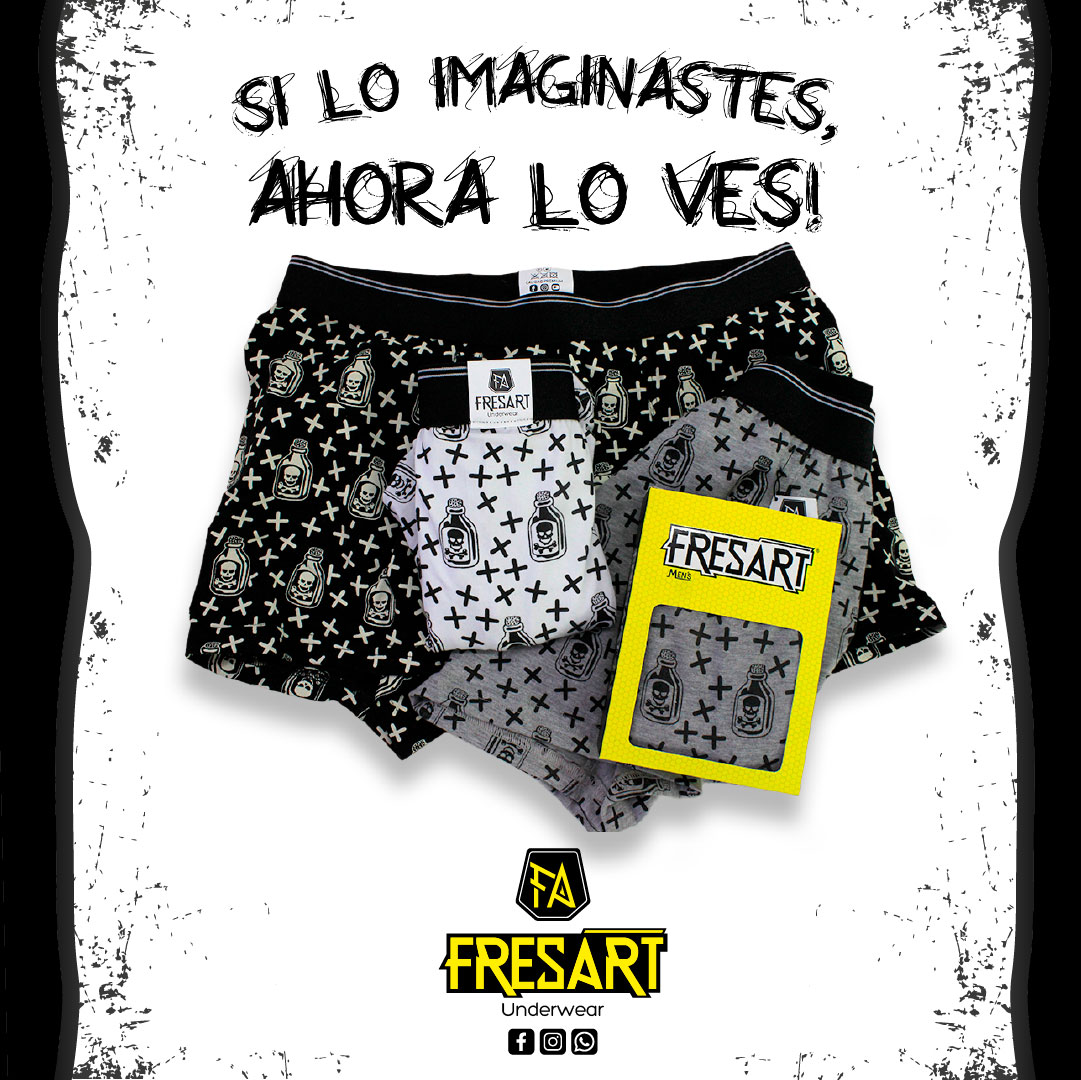 SI LO IMAGINASTES,
AHORA LO VES!
FA
FRESART
Underwear
FRESART®
MEN'S
FA
FRESART
Underwear